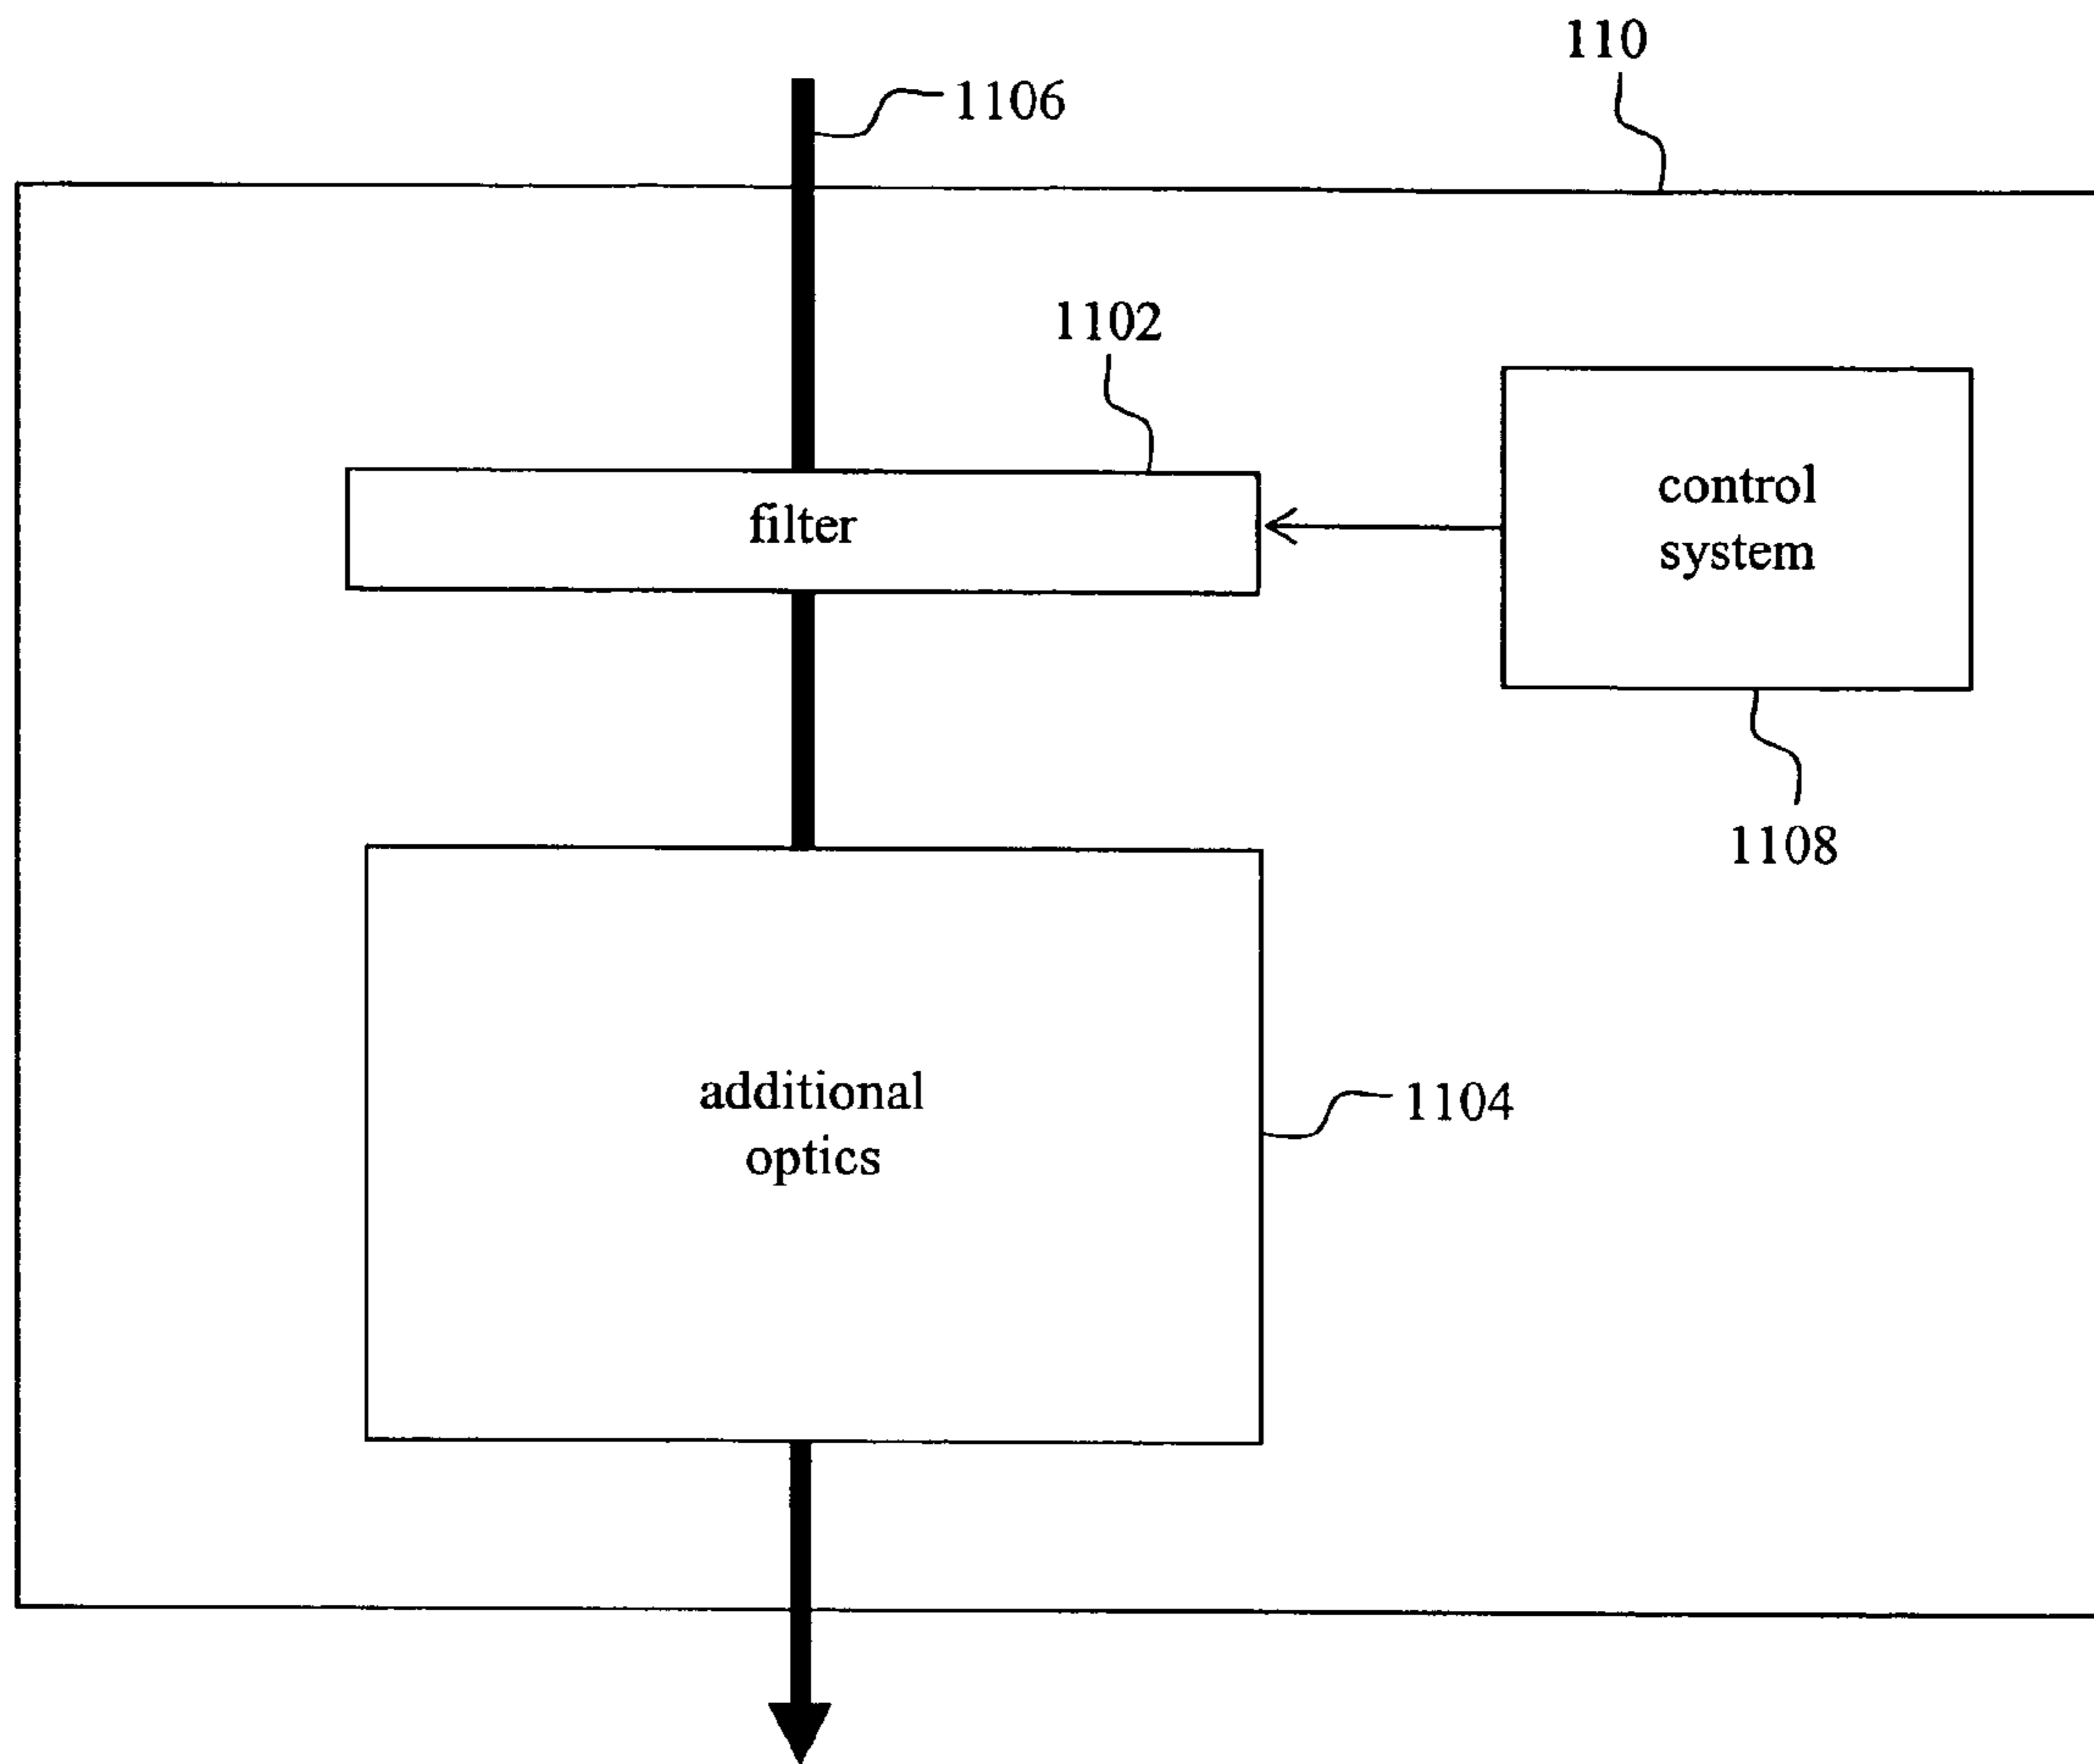 110
1106
1102
filter
control
system
1108
additional
optics
1104